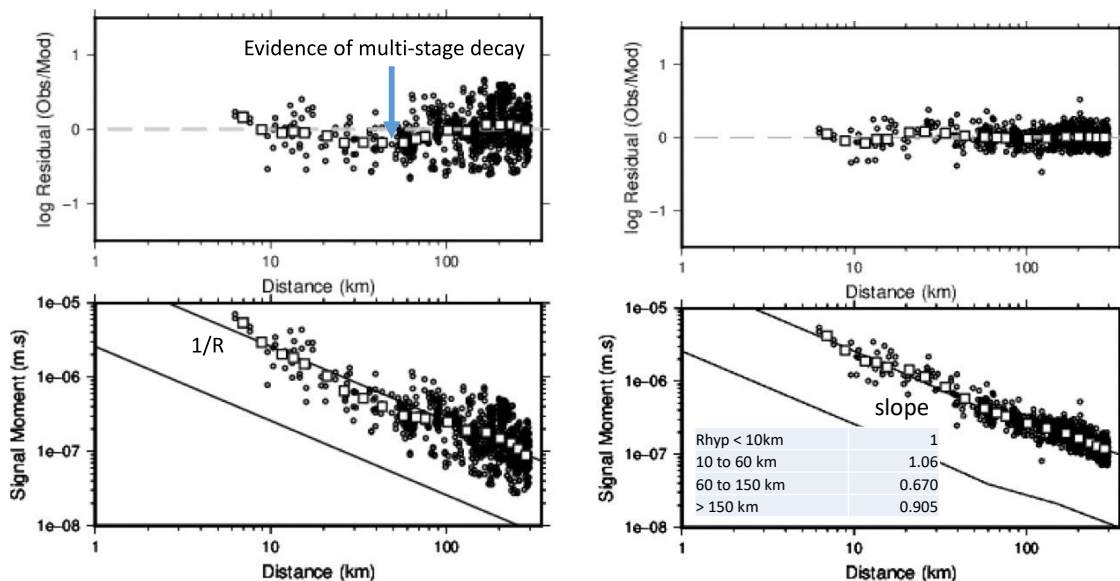 Evidence of multi-stage decay
log Residual (Obs/Mod)
1
0
−1
1 10 100
Distance (km)
log Residual (Obs/Mod)
1
0
−1
1 10 100
Distance (km)
Signal Moment (m.s)
1e−05
1e−06
1e−07
1e−08
1/R
1 10 100
Distance (km)
Signal Moment (m.s)
1e−05
1e−06
1e−07
1e−08
slope
Rhyp < 10km 1
10 to 60 km 1.06
60 to 150 km 0.670
> 150 km 0.905
1 10 100
Distance (km)